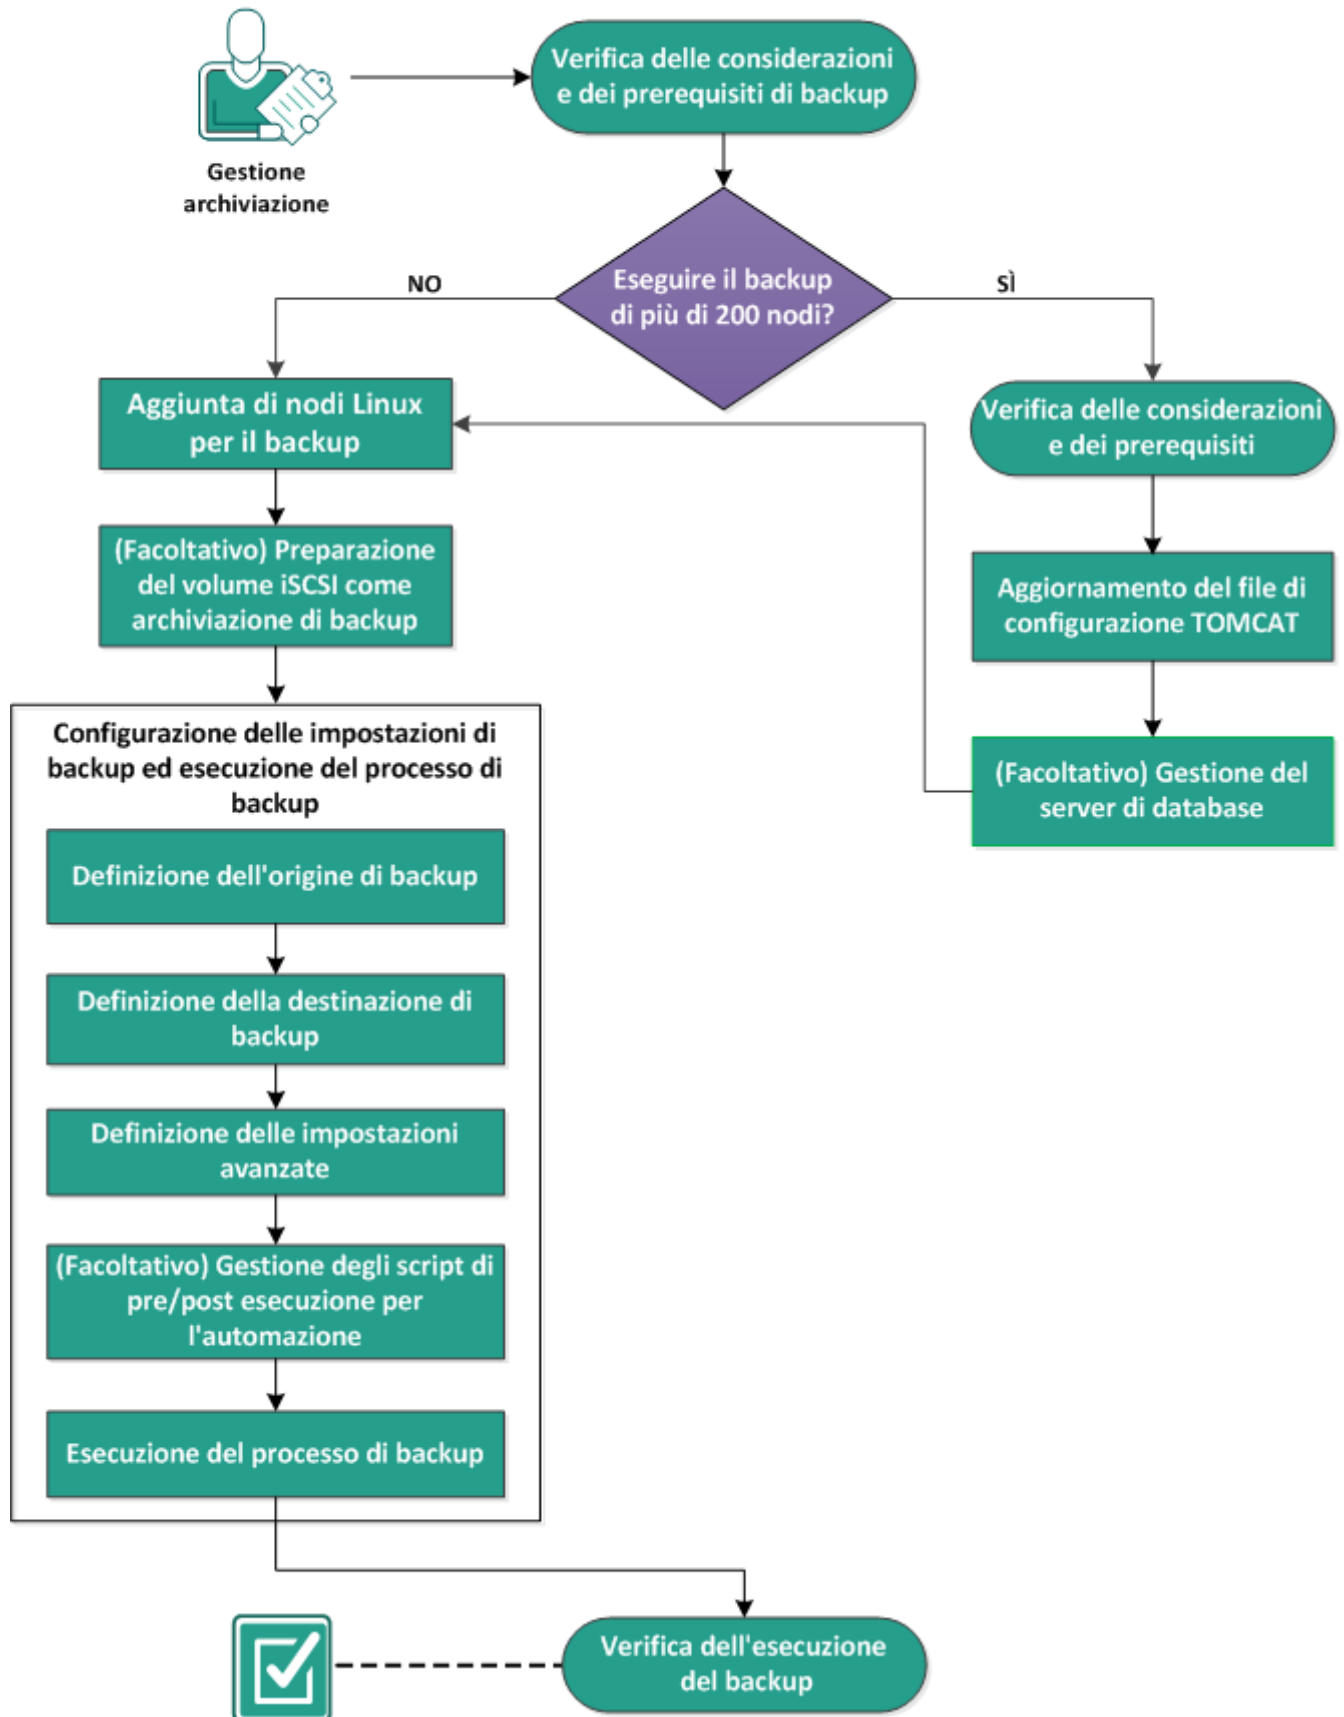 Verifica delle considerazioni
e dei prerequisiti di backup
Gestione
archiviazione
Eseguire il backup
di più di 200 nodi?
NO
SÌ
Aggiunta di nodi Linux
per il backup
Verifica delle considerazioni
e dei prerequisiti
(Facoltativo) Preparazione
del volume iSCSI come
archiviazione di backup
Aggiornamento del file di
configurazione TOMCAT
(Facoltativo) Gestione del
server di database
Configurazione delle impostazioni di
backup ed esecuzione del processo di
backup
Definizione dell'origine di backup
Definizione della destinazione di
backup
Definizione delle impostazioni
avanzate
(Facoltativo) Gestione degli script di
pre/post esecuzione per
l'automazione
Esecuzione del processo di backup
Verifica dell'esecuzione
del backup